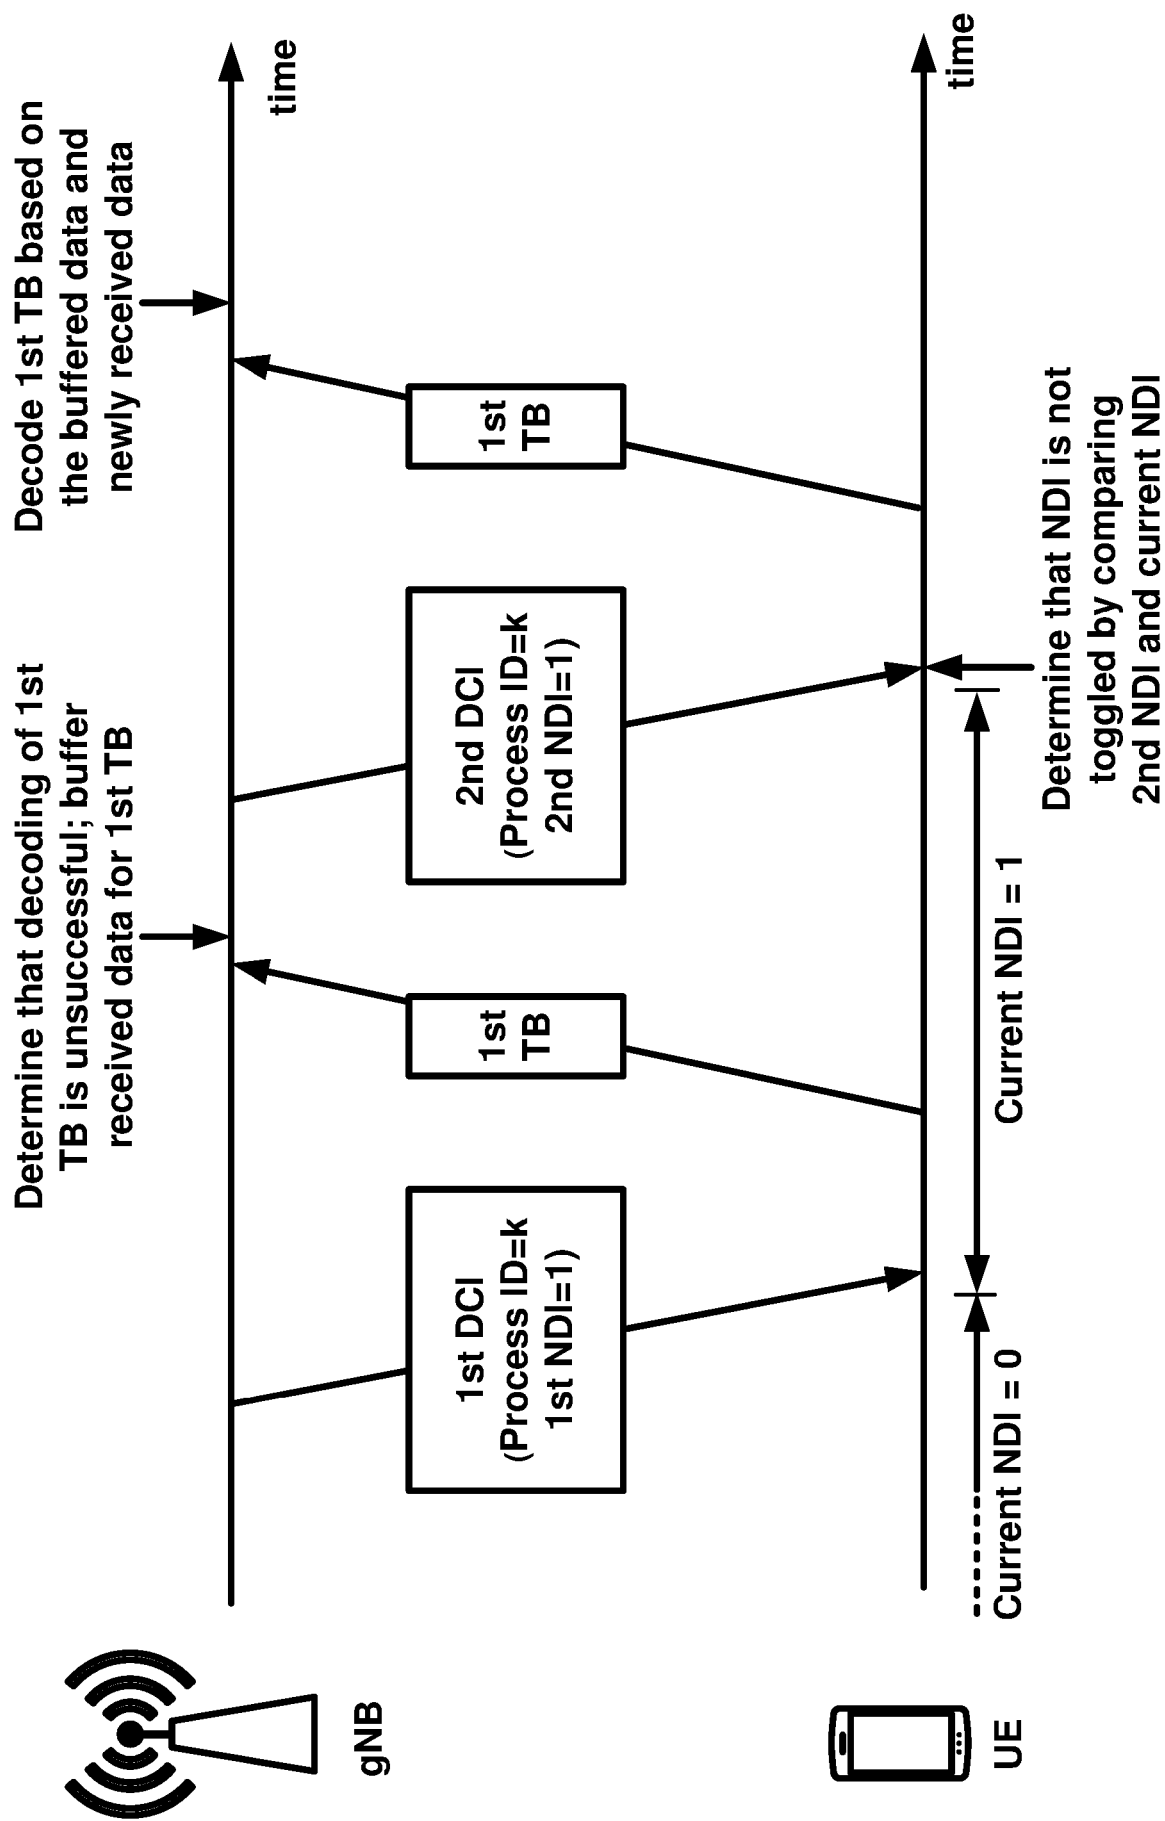 gNB
Determine that decoding of 1st
TB is unsuccessful; buffer
received data for 1st TB
Decode 1st TB based on
the buffered data and
newly received data
time
1st DCI
(Process ID=k
1st NDI=1)
1st
TB
2nd DCI
(Process ID=k
2nd NDI=1)
1st
TB
time
UE
Current NDI = 0
Current NDI = 1
Determine that NDI is not
toggled by comparing
2nd NDI and current NDI